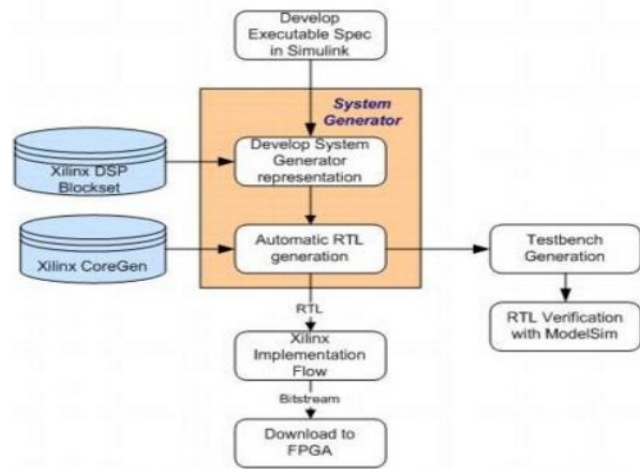 Develop
Executable Spec
in Simulink
System
Generator
Xilinx DSP
Blockset
Develop System
Generator
representation
Xilinx CoreGen
Automatic RTL
generation
Testbench
Generation
RTL
RTL Verification
with ModelSim
Xilinx
Implementation
Flow
Bitstream
Download to
FPGA